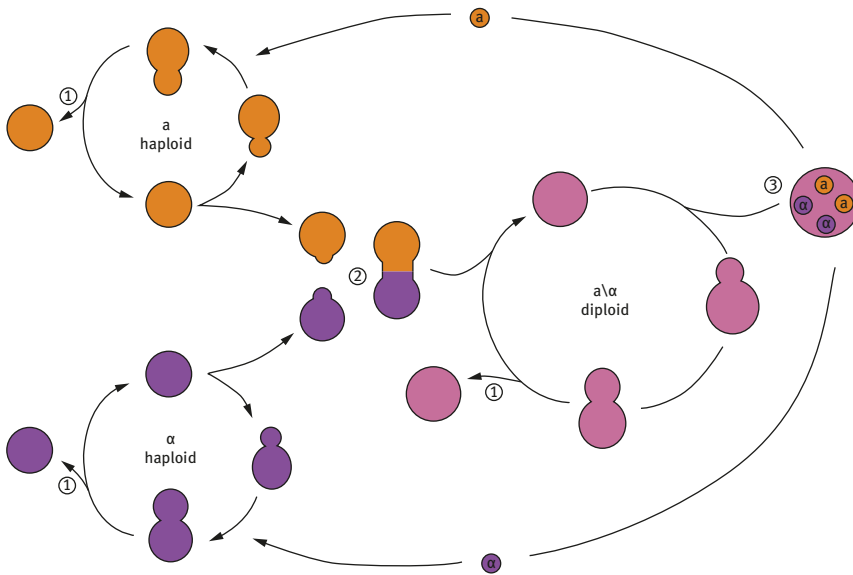 a
①
a
haploid
③
a
a
α
α
②
a\α
diploid
①
α
haploid
①
α